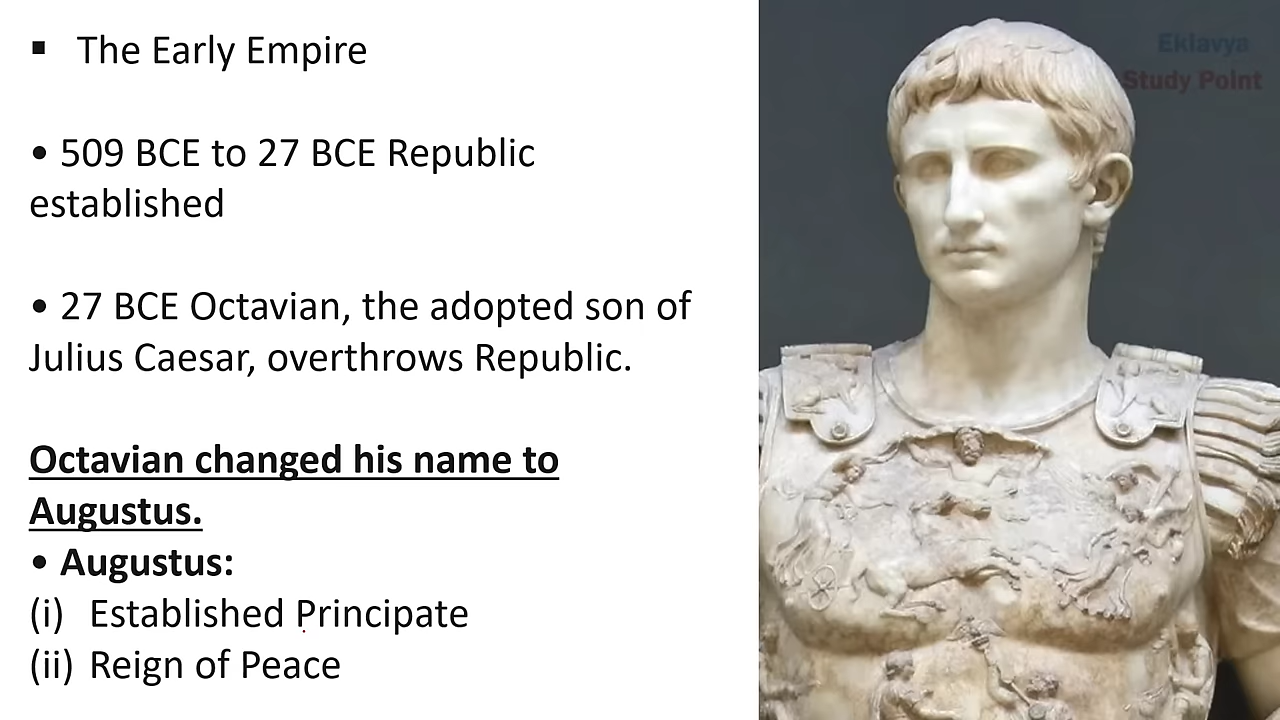 ▪ The Early Empire
• 509 BCE to 27 BCE Republic
established
• 27 BCE Octavian, the adopted son of
Julius Caesar, overthrows Republic.
Octavian changed his name to
Augustus.
• Augustus:
(i) Established Principate
(ii) Reign of Peace
Eklavya
Study Point